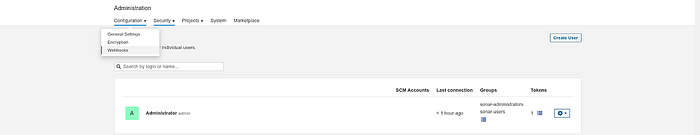 Administration
Configuration Security Projects System Marketplace
General Settings
Encryption
Webhooks
individual users.
Create User
Search by login or name...
SCM Accounts Last connection Groups Tokens
A Administrator admin < 1 hour ago sonar-administrators sonar-users 1